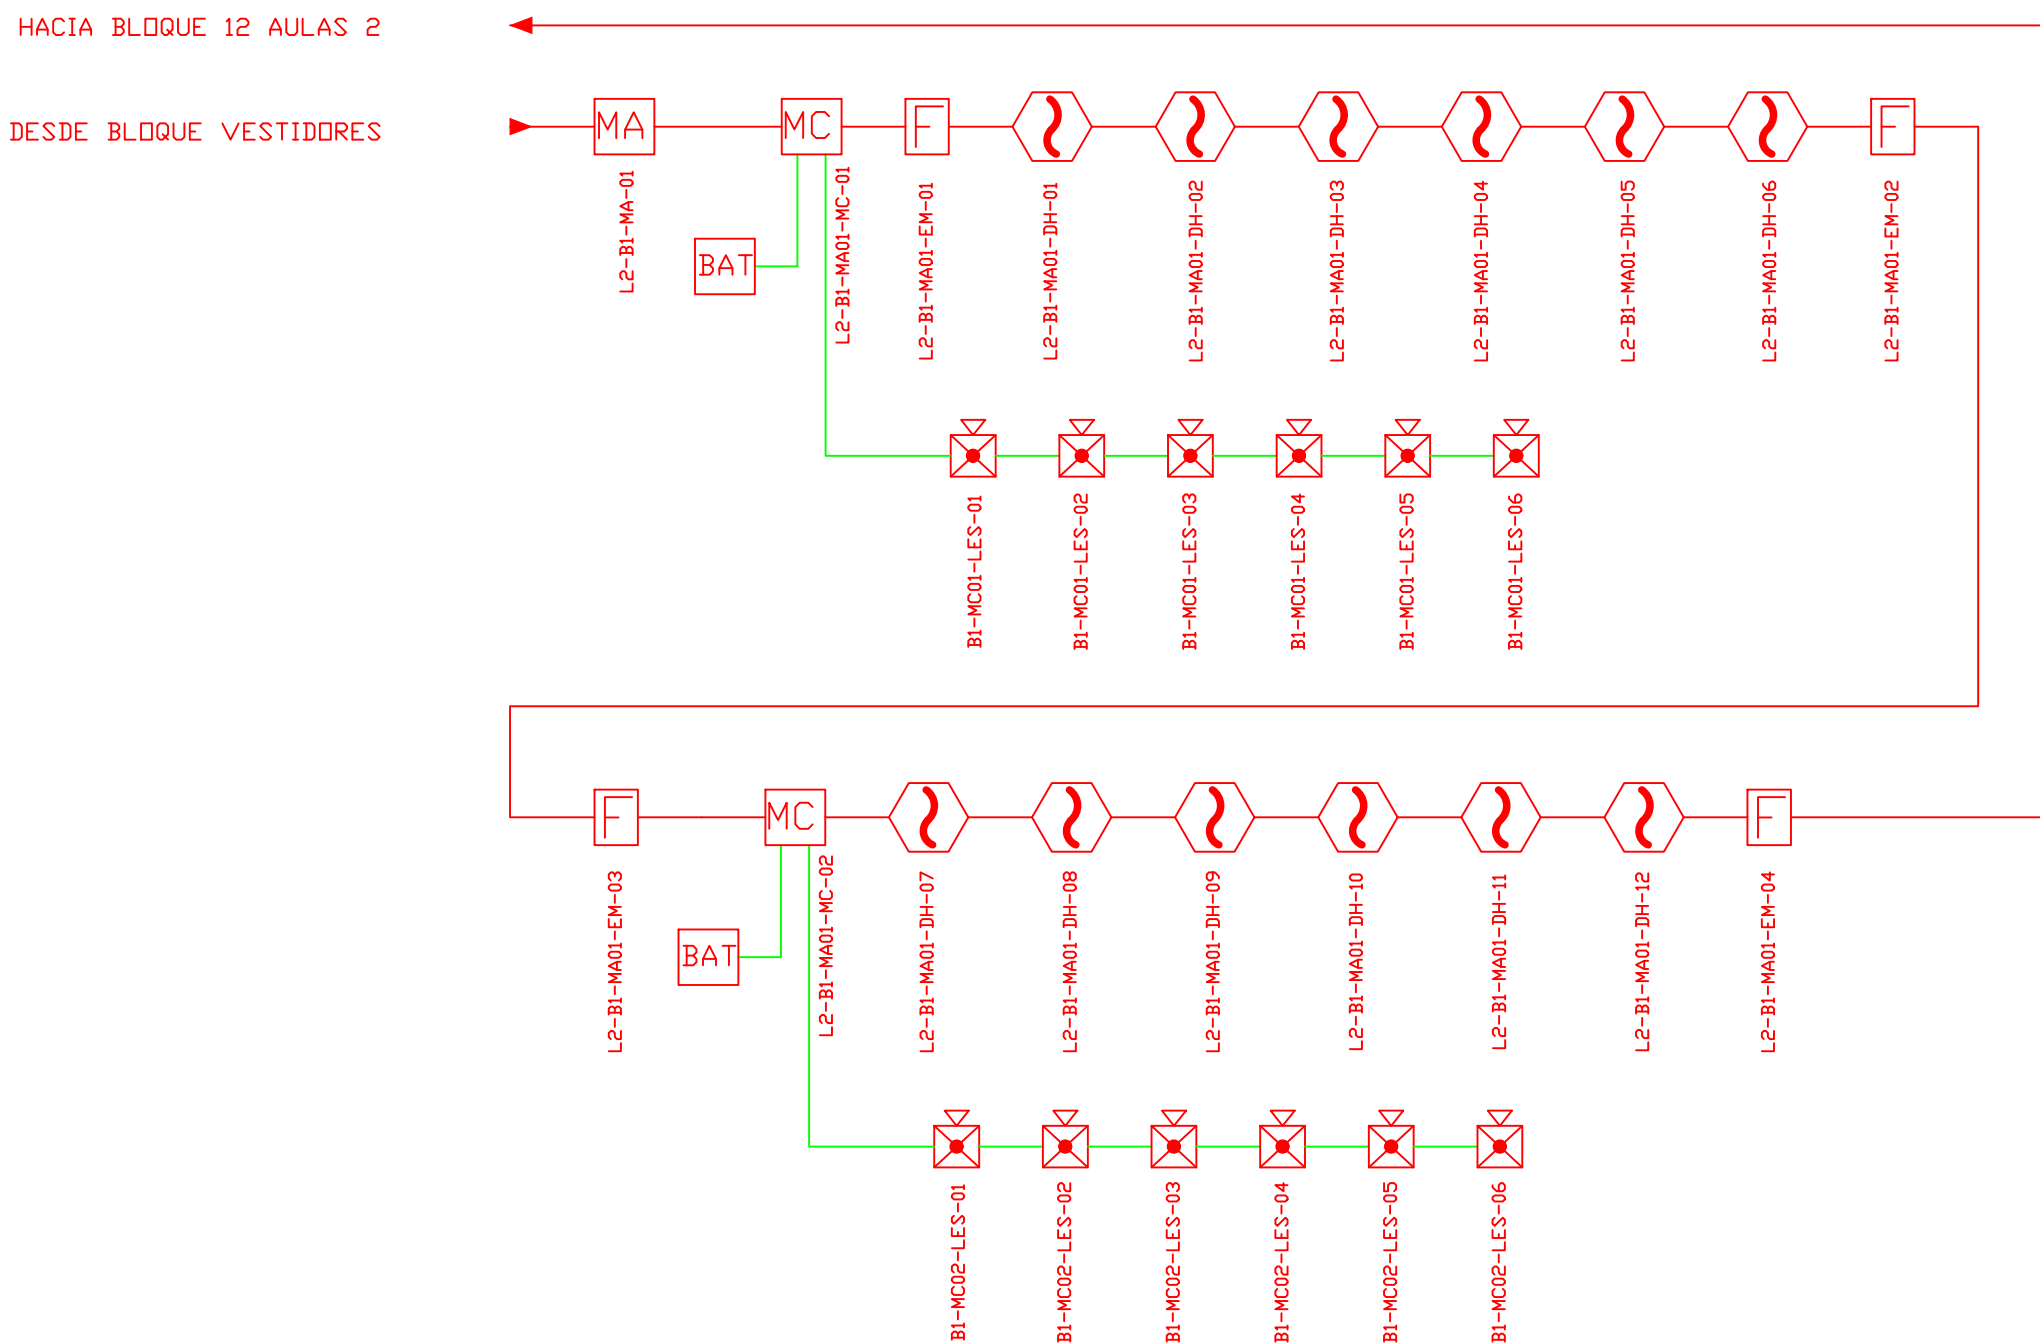 HACIA BLOQUE 12 AULAS 2
DESDE BLOQUE VESTIDORES
MA
MC
F
F
L2-B1-MA-01
L2-B1-MA01-MC-01
L2-B1-MA01-EM-01
L2-B1-MA01-DH-01
L2-B1-MA01-DH-02
L2-B1-MA01-DH-03
L2-B1-MA01-DH-04
L2-B1-MA01-DH-05
L2-B1-MA01-DH-06
L2-B1-MA01-EM-02
BAT
B1-MC01-LES-01
B1-MC01-LES-02
B1-MC01-LES-03
B1-MC01-LES-04
B1-MC01-LES-05
B1-MC01-LES-06
F
MC
F
L2-B1-MA01-EM-03
L2-B1-MA01-MC-02
L2-B1-MA01-DH-07
L2-B1-MA01-DH-08
L2-B1-MA01-DH-09
L2-B1-MA01-DH-10
L2-B1-MA01-DH-11
L2-B1-MA01-DH-12
L2-B1-MA01-EM-04
BAT
B1-MC02-LES-01
B1-MC02-LES-02
B1-MC02-LES-03
B1-MC02-LES-04
B1-MC02-LES-05
B1-MC02-LES-06